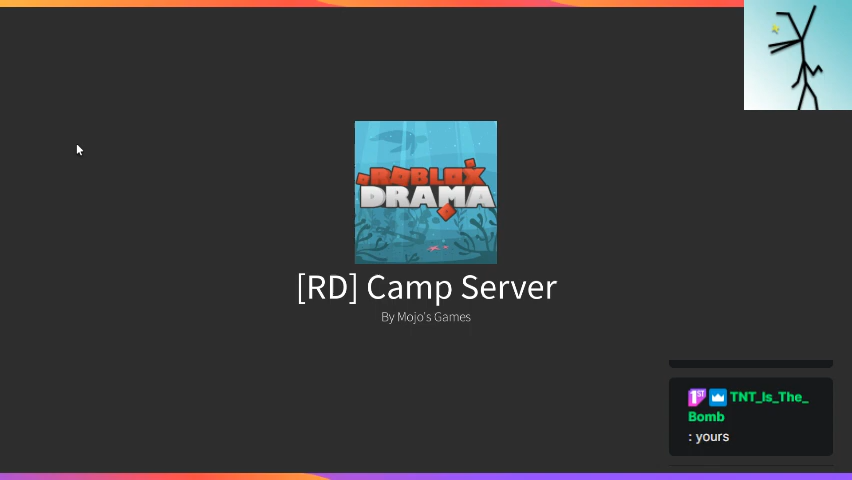 ROBLOX
DRAMA
[RD] Camp Server
By Mojo's Games
1ST TNT_Is_The_
Bomb
: yours